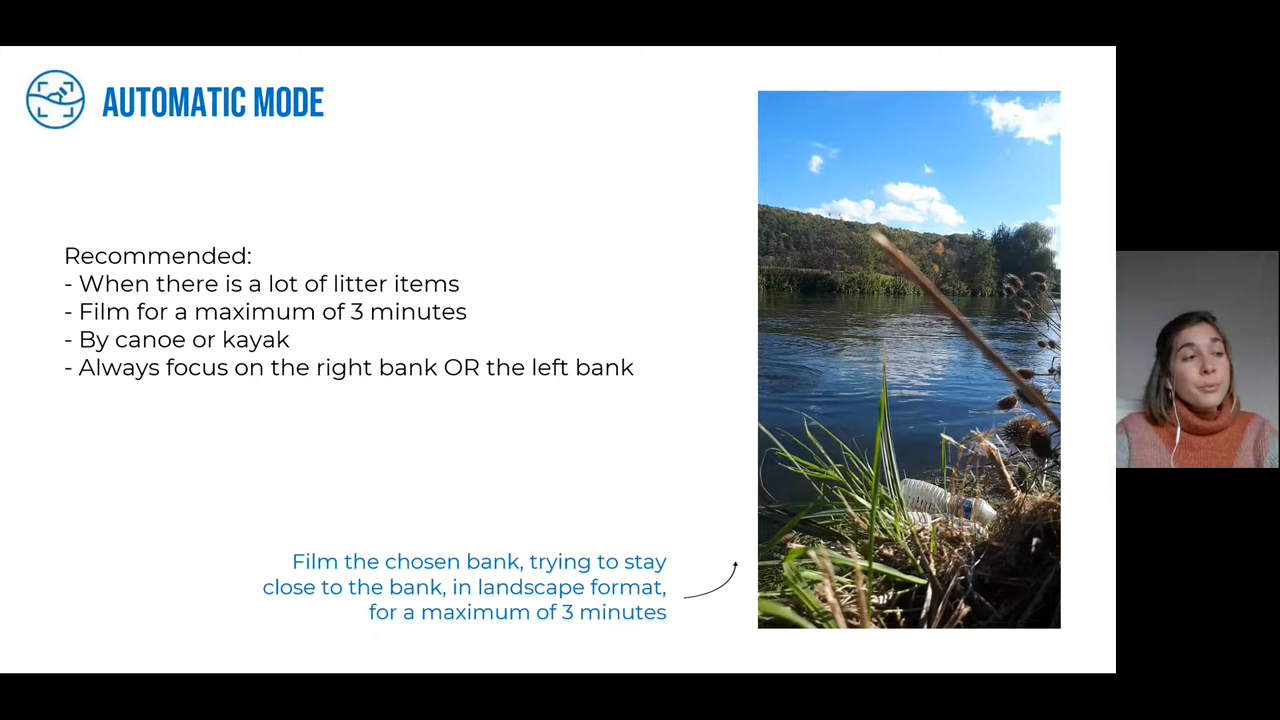 AUTOMATIC MODE
Recommended:
- When there is a lot of litter items
- Film for a maximum of 3 minutes
- By canoe or kayak
- Always focus on the right bank OR the left bank
Film the chosen bank, trying to stay
close to the bank, in landscape format,
for a maximum of 3 minutes